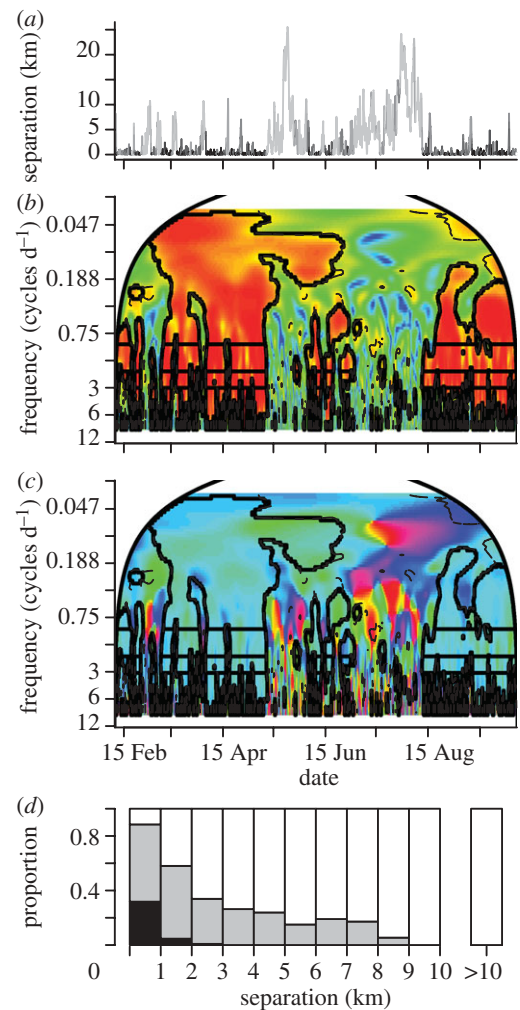 (a)
separation (km)
20
10
5
0
(b)
frequency (cycles d⁻¹)
0.047
0.188
0.75
3
6
12
(c)
frequency (cycles d⁻¹)
0.047
0.188
0.75
3
6
12
15 Feb 15 Apr 15 Jun 15 Aug
date
(d)
proportion
0.8
0.4
0 1 2 3 4 5 6 7 8 9 10 >10
separation (km)